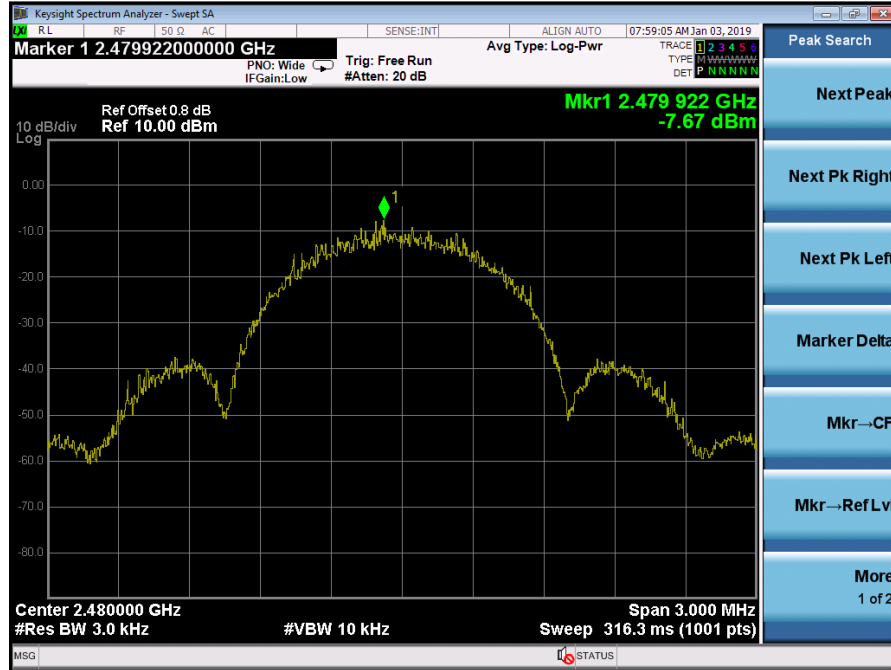 Keysight Spectrum Analyzer - Swept SA
LXI RL RF 50 Ω AC SENSE:INT ALIGN AUTO 07:59:05 AM Jan 03, 2019
Marker 1 2.479922000000 GHz
PNO: Wide
IFGain:Low
Trig: Free Run
#Atten: 20 dB
Avg Type: Log-Pwr
TRACE 1 2 3 4 5 6
TYPE M WWWWW
DET P N N N N N
Mkr1 2.479 922 GHz
-7.67 dBm
Ref Offset 0.8 dB
10 dB/div Ref 10.00 dBm
Log
0.00
-10.0
-20.0
-30.0
-40.0
-50.0
-60.0
-70.0
-80.0
1
Center 2.480000 GHz Span 3.000 MHz
#Res BW 3.0 kHz #VBW 10 kHz Sweep 316.3 ms (1001 pts)
MSG STATUS
Peak Search
Next Peak
Next Pk Right
Next Pk Left
Marker Delta
Mkr→CF
Mkr→Ref Lv
More
1 of 2